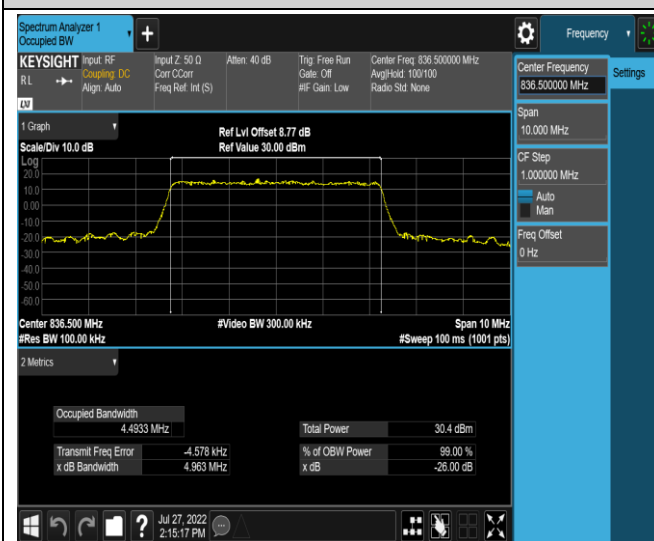 Spectrum Analyzer 1
Occupied BW
+
Frequency
KEYSIGHT
RL
Input: RF
Coupling: DC
Align: Auto
Input Z: 50 Ω
Corr CCorr
Freq Ref: Int (S)
Atten: 40 dB
Trig: Free Run
Gate: Off
#IF Gain: Low
Center Freq: 836.500000 MHz
Avg|Hold: 100/100
Radio Std: None
LXI
Center Frequency
836.500000 MHz
Settings
Span
10.000 MHz
CF Step
1.000000 MHz
Auto
Man
Freq Offset
0 Hz
1 Graph
Scale/Div 10.0 dB
Ref Lvl Offset 8.77 dB
Ref Value 30.00 dBm
Log
20.0
10.0
0.00
-10.0
-20.0
-30.0
-40.0
-50.0
-60.0
Center 836.500 MHz
#Video BW 300.00 kHz
Span 10 MHz
#Res BW 100.00 kHz
#Sweep 100 ms (1001 pts)
2 Metrics
Occupied Bandwidth
4.4933 MHz
Total Power 30.4 dBm
Transmit Freq Error -4.578 kHz
% of OBW Power 99.00 %
x dB Bandwidth 4.963 MHz
x dB -26.00 dB
?
Jul 27, 2022
2:15:17 PM